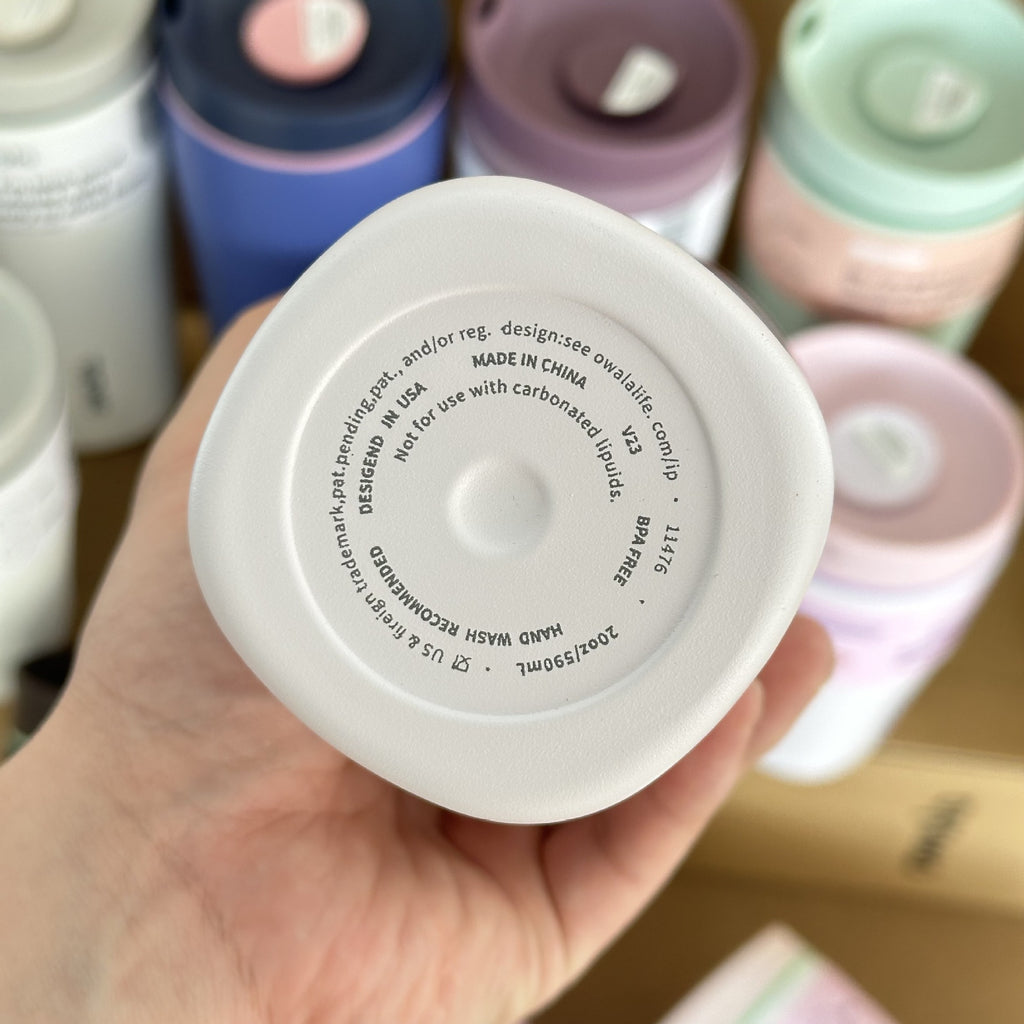 US & fireign trademark,pat.pending,pat., and/or reg. design:see owalalife. com/ip · 11476 · 20oz/590mL ·
DESIGEND IN USA
MADE IN CHINA
V23
BPA FREE
HAND WASH RECOMMENDED
Not for use with carbonated lipuids.